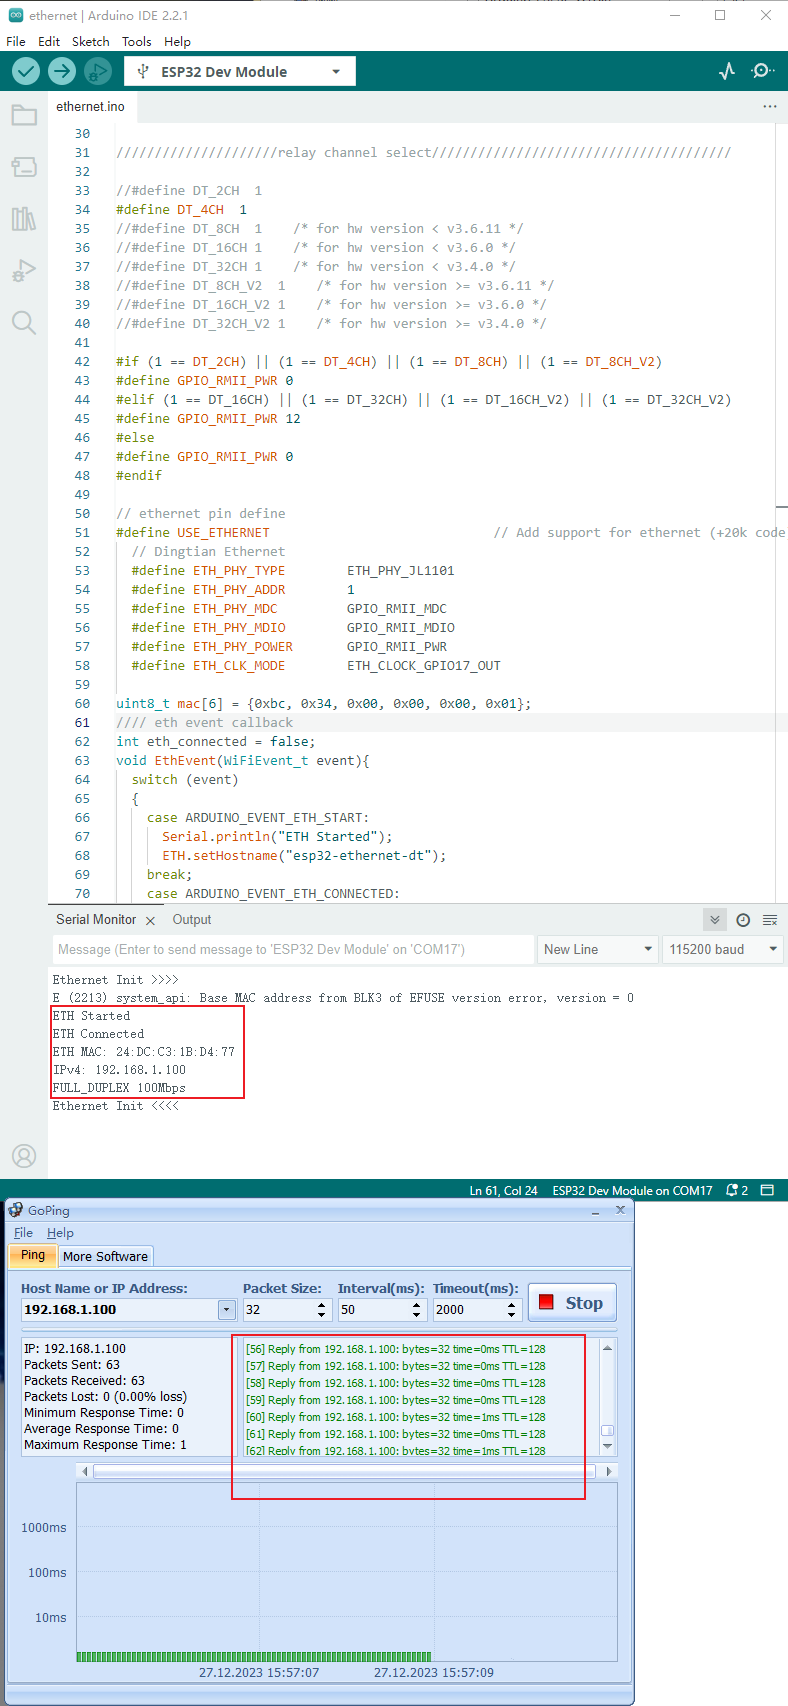 ethernet | Arduino IDE 2.2.1
File Edit Sketch Tools Help
ESP32 Dev Module
ethernet.ino
30
31 /////////////////////relay channel select///////////////////////////////////////
32
33 //#define DT_2CH  1
34 #define DT_4CH  1
35 //#define DT_8CH  1    /* for hw version < v3.6.11 */
36 //#define DT_16CH 1    /* for hw version < v3.6.0 */
37 //#define DT_32CH 1    /* for hw version < v3.4.0 */
38 //#define DT_8CH_V2  1    /* for hw version >= v3.6.11 */
39 //#define DT_16CH_V2 1    /* for hw version >= v3.6.0 */
40 //#define DT_32CH_V2 1    /* for hw version >= v3.4.0 */
41
42 #if (1 == DT_2CH) || (1 == DT_4CH) || (1 == DT_8CH) || (1 == DT_8CH_V2)
43 #define GPIO_RMII_PWR 0
44 #elif (1 == DT_16CH) || (1 == DT_32CH) || (1 == DT_16CH_V2) || (1 == DT_32CH_V2)
45 #define GPIO_RMII_PWR 12
46 #else
47 #define GPIO_RMII_PWR 0
48 #endif
49
50 // ethernet pin define
51 #define USE_ETHERNET // Add support for ethernet (+20k code
52 // Dingtian Ethernet
53 #define ETH_PHY_TYPE ETH_PHY_JL1101
54 #define ETH_PHY_ADDR 1
55 #define ETH_PHY_MDC GPIO_RMII_MDC
56 #define ETH_PHY_MDIO GPIO_RMII_MDIO
57 #define ETH_PHY_POWER GPIO_RMII_PWR
58 #define ETH_CLK_MODE ETH_CLOCK_GPIO17_OUT
59
60 uint8_t mac[6] = {0xbc, 0x34, 0x00, 0x00, 0x00, 0x01};
61 //// eth event callback
62 int eth_connected = false;
63 void EthEvent(WiFiEvent_t event){
64 switch (event)
65 {
66 case ARDUINO_EVENT_ETH_START:
67 Serial.println("ETH Started");
68 ETH.setHostname("esp32-ethernet-dt");
69 break;
70 case ARDUINO_EVENT_ETH_CONNECTED:
Serial Monitor Output
Message (Enter to send message to 'ESP32 Dev Module' on 'COM17') New Line 115200 baud
Ethernet Init >>>>
E (2213) system_api: Base MAC address from BLK3 of EFUSE version error, version = 0
ETH Started
ETH Connected
ETH MAC: 24:DC:C3:1B:D4:77
IPv4: 192.168.1.100
FULL_DUPLEX 100Mbps
Ethernet Init <<<<
Ln 61, Col 24 ESP32 Dev Module on COM17 2
GoPing
File Help
Ping More Software
Host Name or IP Address: Packet Size: Interval(ms): Timeout(ms):
192.168.1.100 32 50 2000 Stop
IP: 192.168.1.100
Packets Sent: 63
Packets Received: 63
Packets Lost: 0 (0.00% loss)
Minimum Response Time: 0
Average Response Time: 0
Maximum Response Time: 1
[56] Reply from 192.168.1.100: bytes=32 time=0ms TTL=128
[57] Reply from 192.168.1.100: bytes=32 time=0ms TTL=128
[58] Reply from 192.168.1.100: bytes=32 time=0ms TTL=128
[59] Reply from 192.168.1.100: bytes=32 time=0ms TTL=128
[60] Reply from 192.168.1.100: bytes=32 time=1ms TTL=128
[61] Reply from 192.168.1.100: bytes=32 time=0ms TTL=128
[62] Reply from 192.168.1.100: bytes=32 time=1ms TTL=128
1000ms
100ms
10ms
27.12.2023 15:57:07 27.12.2023 15:57:09